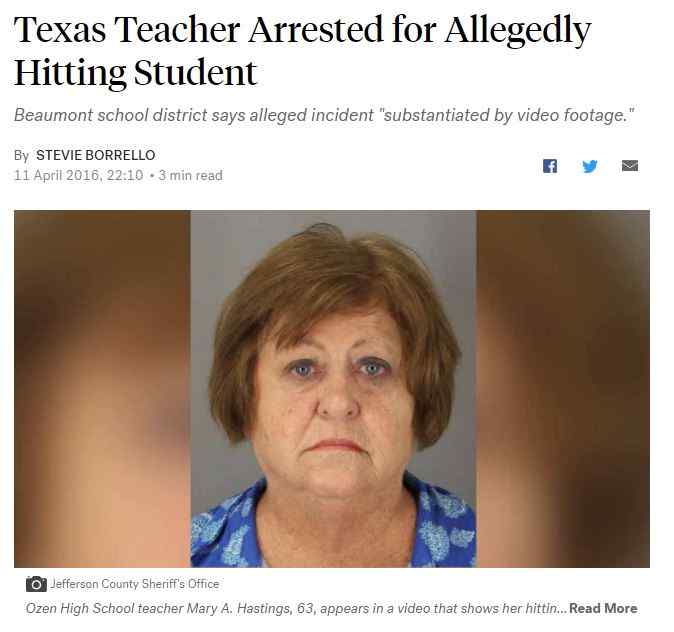 Texas Teacher Arrested for Allegedly
Hitting Student
Beaumont school district says alleged incident "substantiated by video footage."
By STEVIE BORRELLO
11 April 2016, 22:10 • 3 min read
Jefferson County Sheriff's Office
Ozen High School teacher Mary A. Hastings, 63, appears in a video that shows her hittin... Read More